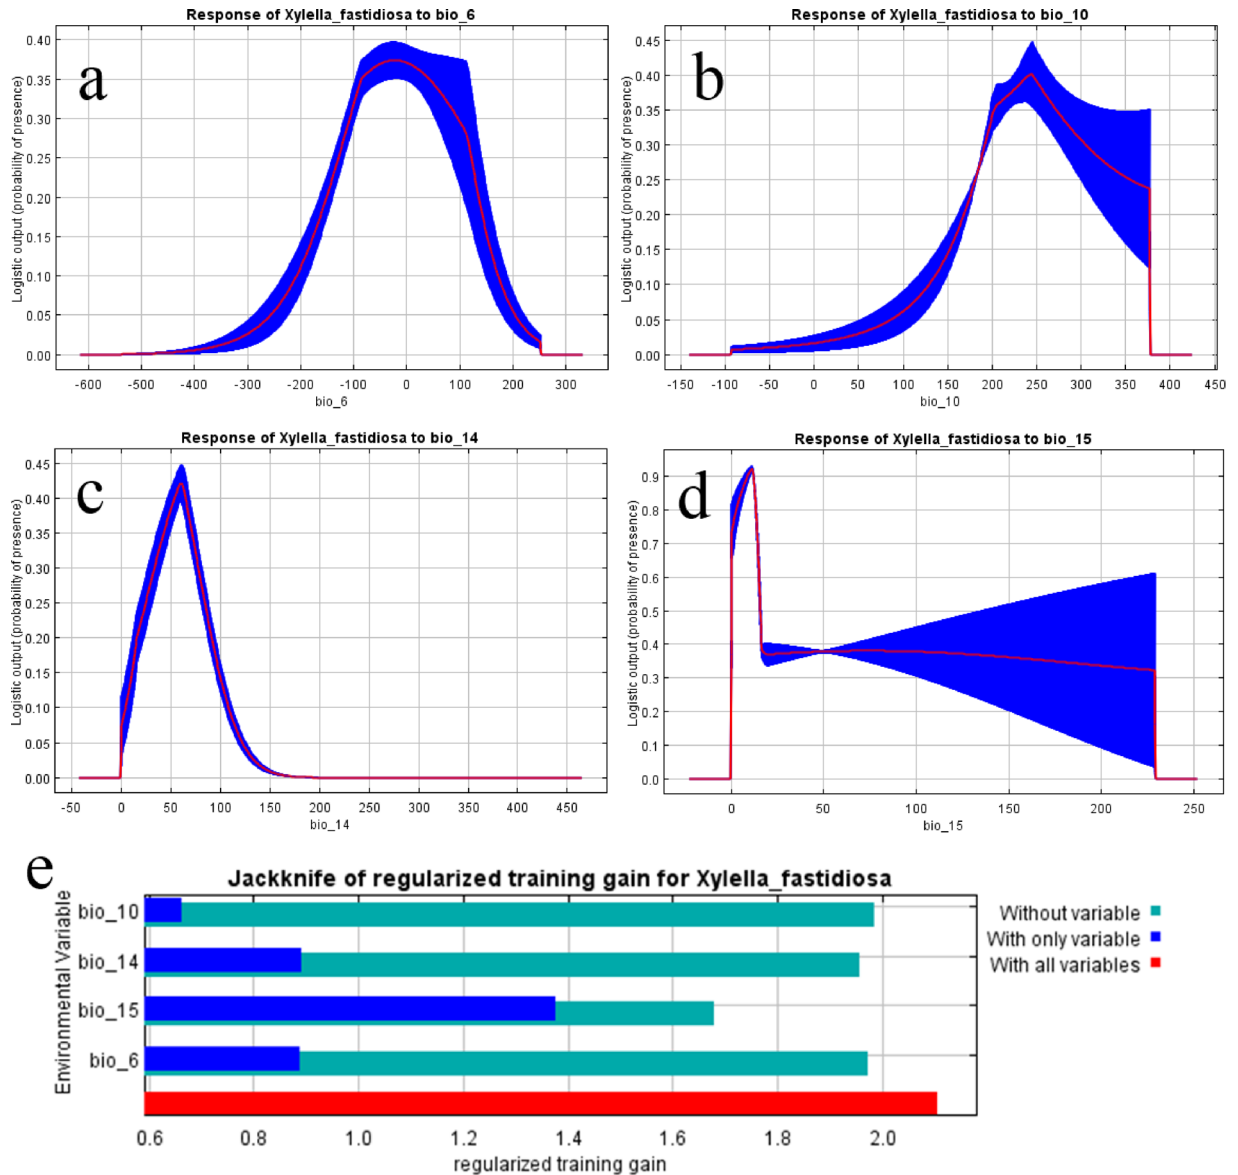 Response of Xylella_fastidiosa to bio_6
a
Logistic output (probability of presence)
0.40
0.35
0.30
0.25
0.20
0.15
0.10
0.05
0.00
-600 -500 -400 -300 -200 -100 0 100 200 300
bio_6
Response of Xylella_fastidiosa to bio_10
b
Logistic output (probability of presence)
0.45
0.40
0.35
0.30
0.25
0.20
0.15
0.10
0.05
0.00
-150 -100 -50 0 50 100 150 200 250 300 350 400 450
bio_10
Response of Xylella_fastidiosa to bio_14
c
Logistic output (probability of presence)
0.45
0.40
0.35
0.30
0.25
0.20
0.15
0.10
0.05
0.00
-50 0 50 100 150 200 250 300 350 400 450
bio_14
Response of Xylella_fastidiosa to bio_15
d
Logistic output (probability of presence)
0.9
0.8
0.7
0.6
0.5
0.4
0.3
0.2
0.1
0.0
0 50 100 150 200 250
bio_15
e
Jackknife of regularized training gain for Xylella_fastidiosa
Environmental Variable
bio_10
bio_14
bio_15
bio_6
Without variable
With only variable
With all variables
0.6 0.8 1.0 1.2 1.4 1.6 1.8 2.0
regularized training gain